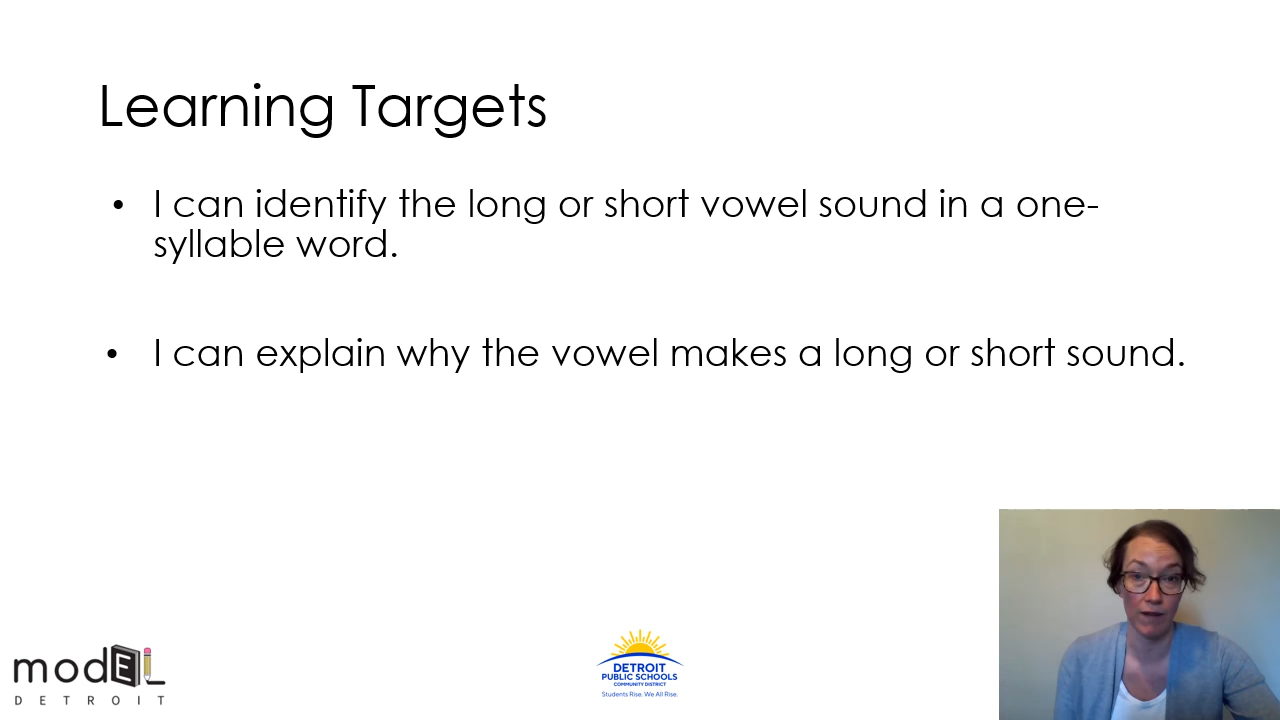 Learning Targets
• I can identify the long or short vowel sound in a one-
syllable word.
• I can explain why the vowel makes a long or short sound.
modEL
DETROIT
DETROIT
PUBLIC SCHOOLS
COMMUNITY DISTRICT
Students Rise. We All Rise.